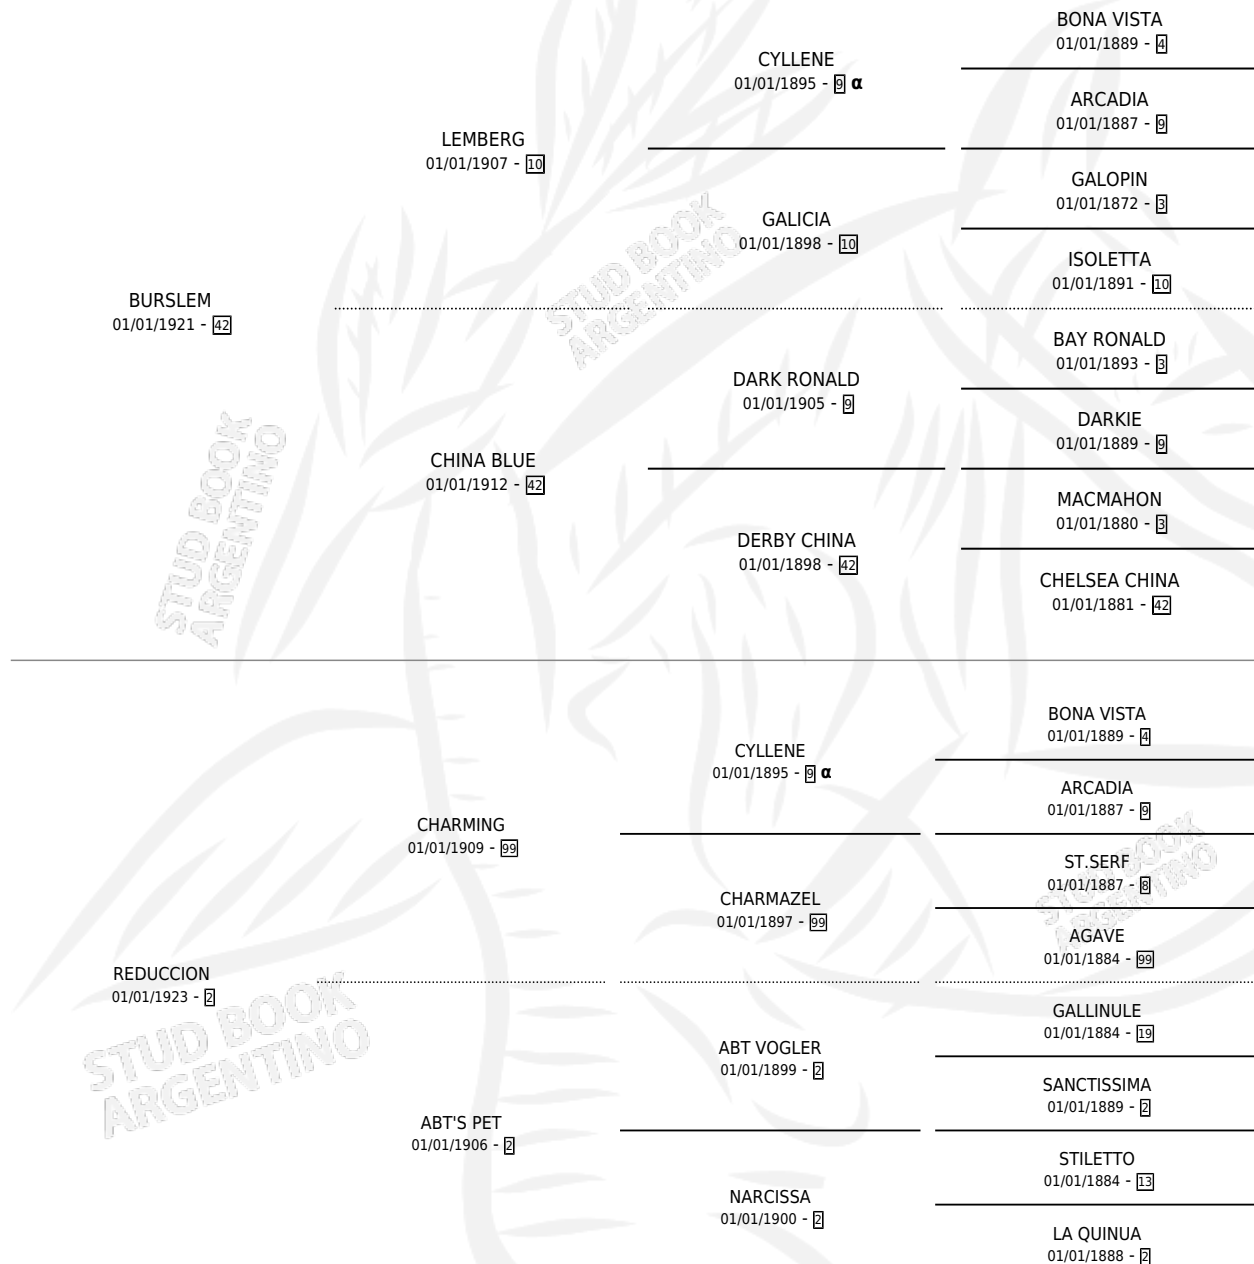 BONA VISTA
01/01/1889 - 4
CYLLENE
01/01/1895 - 9 α
ARCADIA
01/01/1887 - 9
LEMBERG
01/01/1907 - 10
GALOPIN
01/01/1872 - 3
GALICIA
01/01/1898 - 10
ISOLETTA
01/01/1891 - 10
BURSLEM
01/01/1921 - 42
BAY RONALD
01/01/1893 - 3
DARK RONALD
01/01/1905 - 9
DARKIE
01/01/1889 - 9
CHINA BLUE
01/01/1912 - 42
MACMAHON
01/01/1880 - 3
DERBY CHINA
01/01/1898 - 42
CHELSEA CHINA
01/01/1881 - 42
BONA VISTA
01/01/1889 - 4
CYLLENE
01/01/1895 - 9 α
ARCADIA
01/01/1887 - 9
CHARMING
01/01/1909 - 99
ST.SERF
01/01/1887 - 8
CHARMAZEL
01/01/1897 - 99
AGAVE
01/01/1884 - 99
REDUCCION
01/01/1923 - 2
GALLINULE
01/01/1884 - 19
ABT VOGLER
01/01/1899 - 2
SANCTISSIMA
01/01/1889 - 2
ABT'S PET
01/01/1906 - 2
STILETTO
01/01/1884 - 13
NARCISSA
01/01/1900 - 2
LA QUINUA
01/01/1888 - 2
STUD BOOK
ARGENTINO
STUD BOOK
ARGENTINO
STUD BOOK
ARGENTINO
STUD BOOK
ARGENTINO